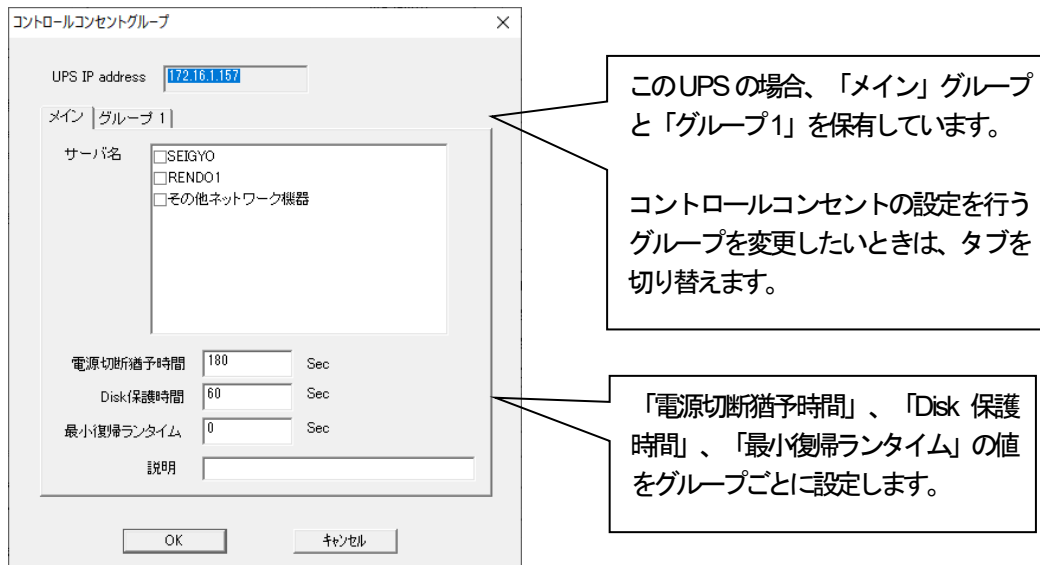 コントロールコンセントグループ
UPS IP address 172.16.1.157
メイン グループ 1
サーバ名
SEIGYO
RENDO1
その他ネットワーク機器
電源切断猶予時間 180 Sec
Disk保護時間 60 Sec
最小復帰ランタイム 0 Sec
説明
OK キャンセル
このUPSの場合、「メイン」グループ
と「グループ1」を保有しています。
コントロールコンセントの設定を行う
グループを変更したいときは、タブを
切り替えます。
「電源切断猶予時間」、「Disk 保護
時間」、「最小復帰ランタイム」の値
をグループごとに設定します。